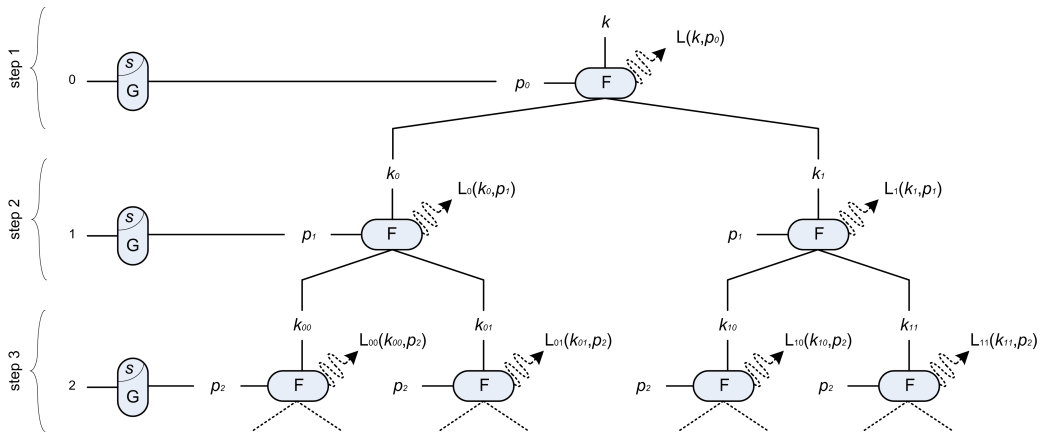 step 1
k
L(k,p0)
0
s
G
p0
F
k0
k1
step 2
L0(k0,p1)
L1(k1,p1)
1
s
G
p1
F
p1
F
step 3
k00
k01
k10
k11
L00(k00,p2)
L01(k01,p2)
L10(k10,p2)
L11(k11,p2)
2
s
G
p2
F
p2
F
p2
F
p2
F